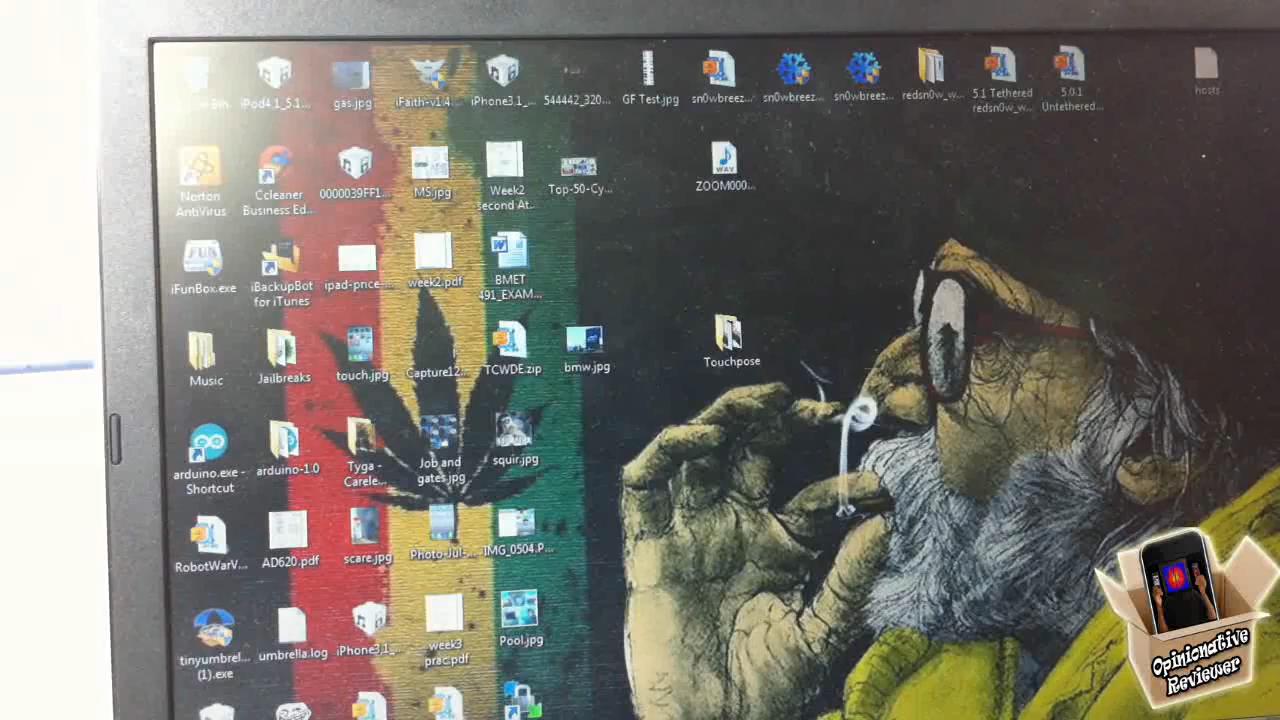 iPod4,1_5.1...
gas.jpg
iFaith-v1.4...
iPhone3,1_...
544442_320...
GF Test.jpg
sn0wbreez...
sn0wbreez...
sn0wbreez...
redsn0w_w...
5.1 Tethered
redsn0w_w...
5.0.1
Untethered...
hosts
Norton
AntiVirus
Ccleaner
Business Ed...
0000039FF1...
MS.jpg
Week2
second At...
Top-50-Cy...
WAV
ZOOM000...
iFunBox.exe
iBackupBot
for iTunes
ipad-price-...
week2.pdf
BMET
491_EXAM...
Music
Jailbreaks
touch.jpg
Capture12...
TCWDE.zip
bmw.jpg
Touchpose
arduino.exe -
Shortcut
arduino-1.0
Tyga -
Carele...
Job and
gates.jpg
squir.jpg
RobotWarV...
AD620.pdf
scare.jpg
Photo-Jul-...
IMG_0504.P...
tinyumbrel...
(1).exe
umbrella.log
iPhone3,1_...
week3
prac.pdf
Pool.jpg
Opinionative
Reviewer